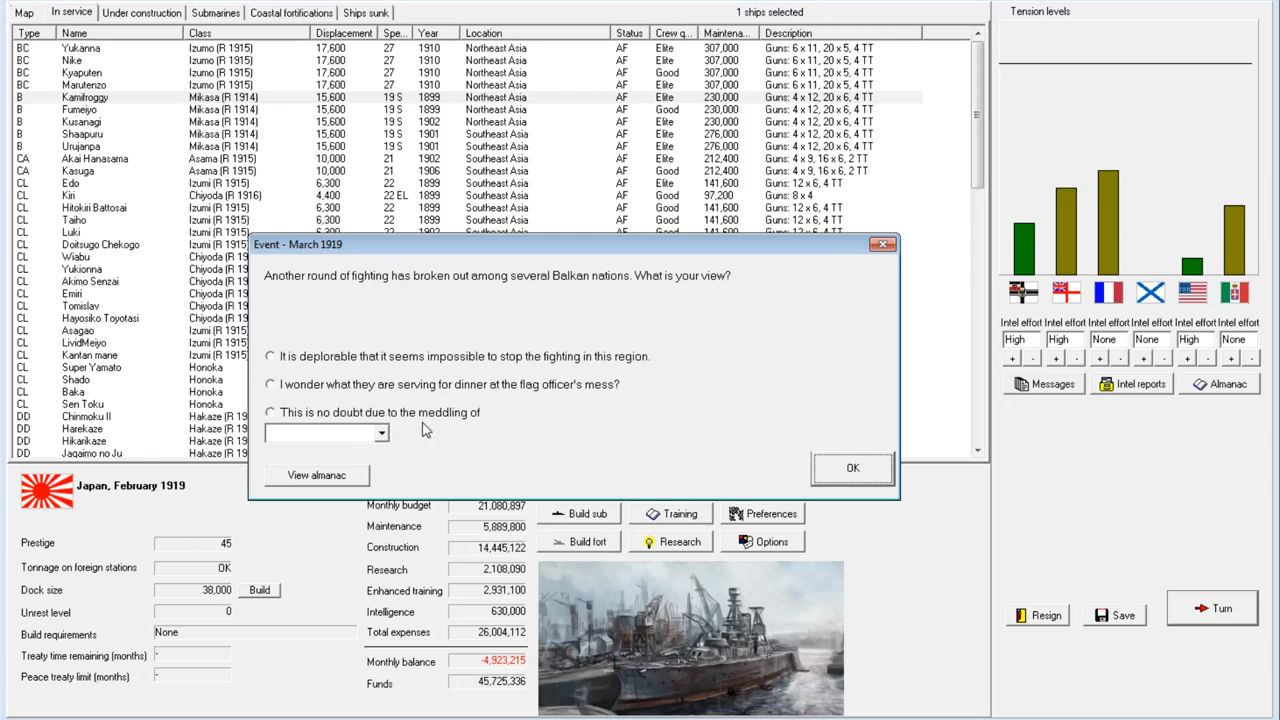 Map In service Under construction Submarines Coastal fortifications Ships sunk 1 ships selected Tension levels
Type Name Class Displacement Spe... Year Location Status Crew q... Maintena... Description
BC Yukanna Izumo (R 1915) 17,600 27 1910 Northeast Asia AF Elite 307,000 Guns: 6 x 11, 20 x 5, 4 TT
BC Nike Izumo (R 1915) 17,600 27 1910 Northeast Asia AF Elite 307,000 Guns: 6 x 11, 20 x 5, 4 TT
BC Kyaputen Izumo (R 1915) 17,600 27 1910 Northeast Asia AF Good 307,000 Guns: 6 x 11, 20 x 5, 4 TT
BC Marutenzo Izumo (R 1915) 17,600 27 1910 Northeast Asia AF Elite 307,000 Guns: 6 x 11, 20 x 5, 4 TT
B Kamifroggy Mikasa (R 1914) 15,600 19 S 1899 Northeast Asia AF Elite 230,000 Guns: 4 x 12, 20 x 6, 2 TT
B Fumeiyo Mikasa (R 1914) 15,600 19 S 1899 Northeast Asia AF Good 230,000 Guns: 4 x 12, 20 x 6, 2 TT
B Kusanagi Mikasa (R 1914) 15,600 19 S 1902 Northeast Asia AF Good 230,000 Guns: 4 x 12, 20 x 6, 2 TT
B Shaapuru Mikasa (R 1914) 15,600 19 S 1901 Southeast Asia AF Elite 276,000 Guns: 4 x 12, 20 x 6, 2 TT
B Urujanpa Mikasa (R 1914) 15,600 19 S 1901 Southeast Asia AF Elite 276,000 Guns: 4 x 12, 20 x 6, 2 TT
CA Akai Hanasama Asama (R 1915) 10,000 21 1902 Southeast Asia AF Elite 212,400 Guns: 4 x 9, 16 x 6, 2 TT
CA Kasuga Asama (R 1915) 10,000 21 1906 Southeast Asia AF Good 212,400 Guns: 4 x 9, 16 x 6, 2 TT
CL Edo Izumi (R 1915) 6,300 22 1899 Southeast Asia AF Elite 141,600 Guns: 12 x 6, 4 TT
CL Kiri Chiyoda (R 1916) 4,400 22 EL 1899 Southeast Asia AF Good 97,200 Guns: 8 x 4
CL Hitokiri Battosai Izumi (R 1915) 6,300 22 1899 Southeast Asia AF Good 141,600 Guns: 12 x 6, 4 TT
CL Taiho Izumi (R 1915) 6,300 22 1899 Southeast Asia AF Good 141,600 Guns: 12 x 6, 4 TT
CL Luki
CL Doitsugo Chekogo
CL Wiabu
CL Yukionna
CL Akimo Senzai
CL Emiri
CL Tomislav
CL Hayosiko Toyotasi
CL Asagao
CL LividMeiyo
CL Kantan mane
CL Super Yamato Honoka
CL Shado Honoka
CL Baka Honoka
CL Sen Toku Honoka
DD Chinmoku II
DD Harekaze
DD Hikarikaze
DD Jagaimo no Ju
Event - March 1919
Another round of fighting has broken out among several Balkan nations. What is your view?
It is deplorable that it seems impossible to stop the fighting in this region.
I wonder what they are serving for dinner at the flag officer's mess?
This is no doubt due to the meddling of
View almanac OK
Intel effort Intel effort Intel effort Intel effort Intel effort Intel effort
High High None None High None
+ - + - + - + - + - + -
Messages Intel reports Almanac
Japan, February 1919
Prestige 45
Tonnage on foreign stations OK
Dock size 38,000 Build
Unrest level 0
Build requirements None
Treaty time remaining (months) -
Peace treaty limit (months) -
Monthly budget 21,080,897
Maintenance 5,889,800
Construction 14,445,122
Research 2,108,090
Enhanced training 2,931,100
Intelligence 630,000
Total expenses 26,004,112
Monthly balance -4,923,215
Funds 45,725,336
Build sub Training Preferences
Build fort Research Options
Resign Save Turn